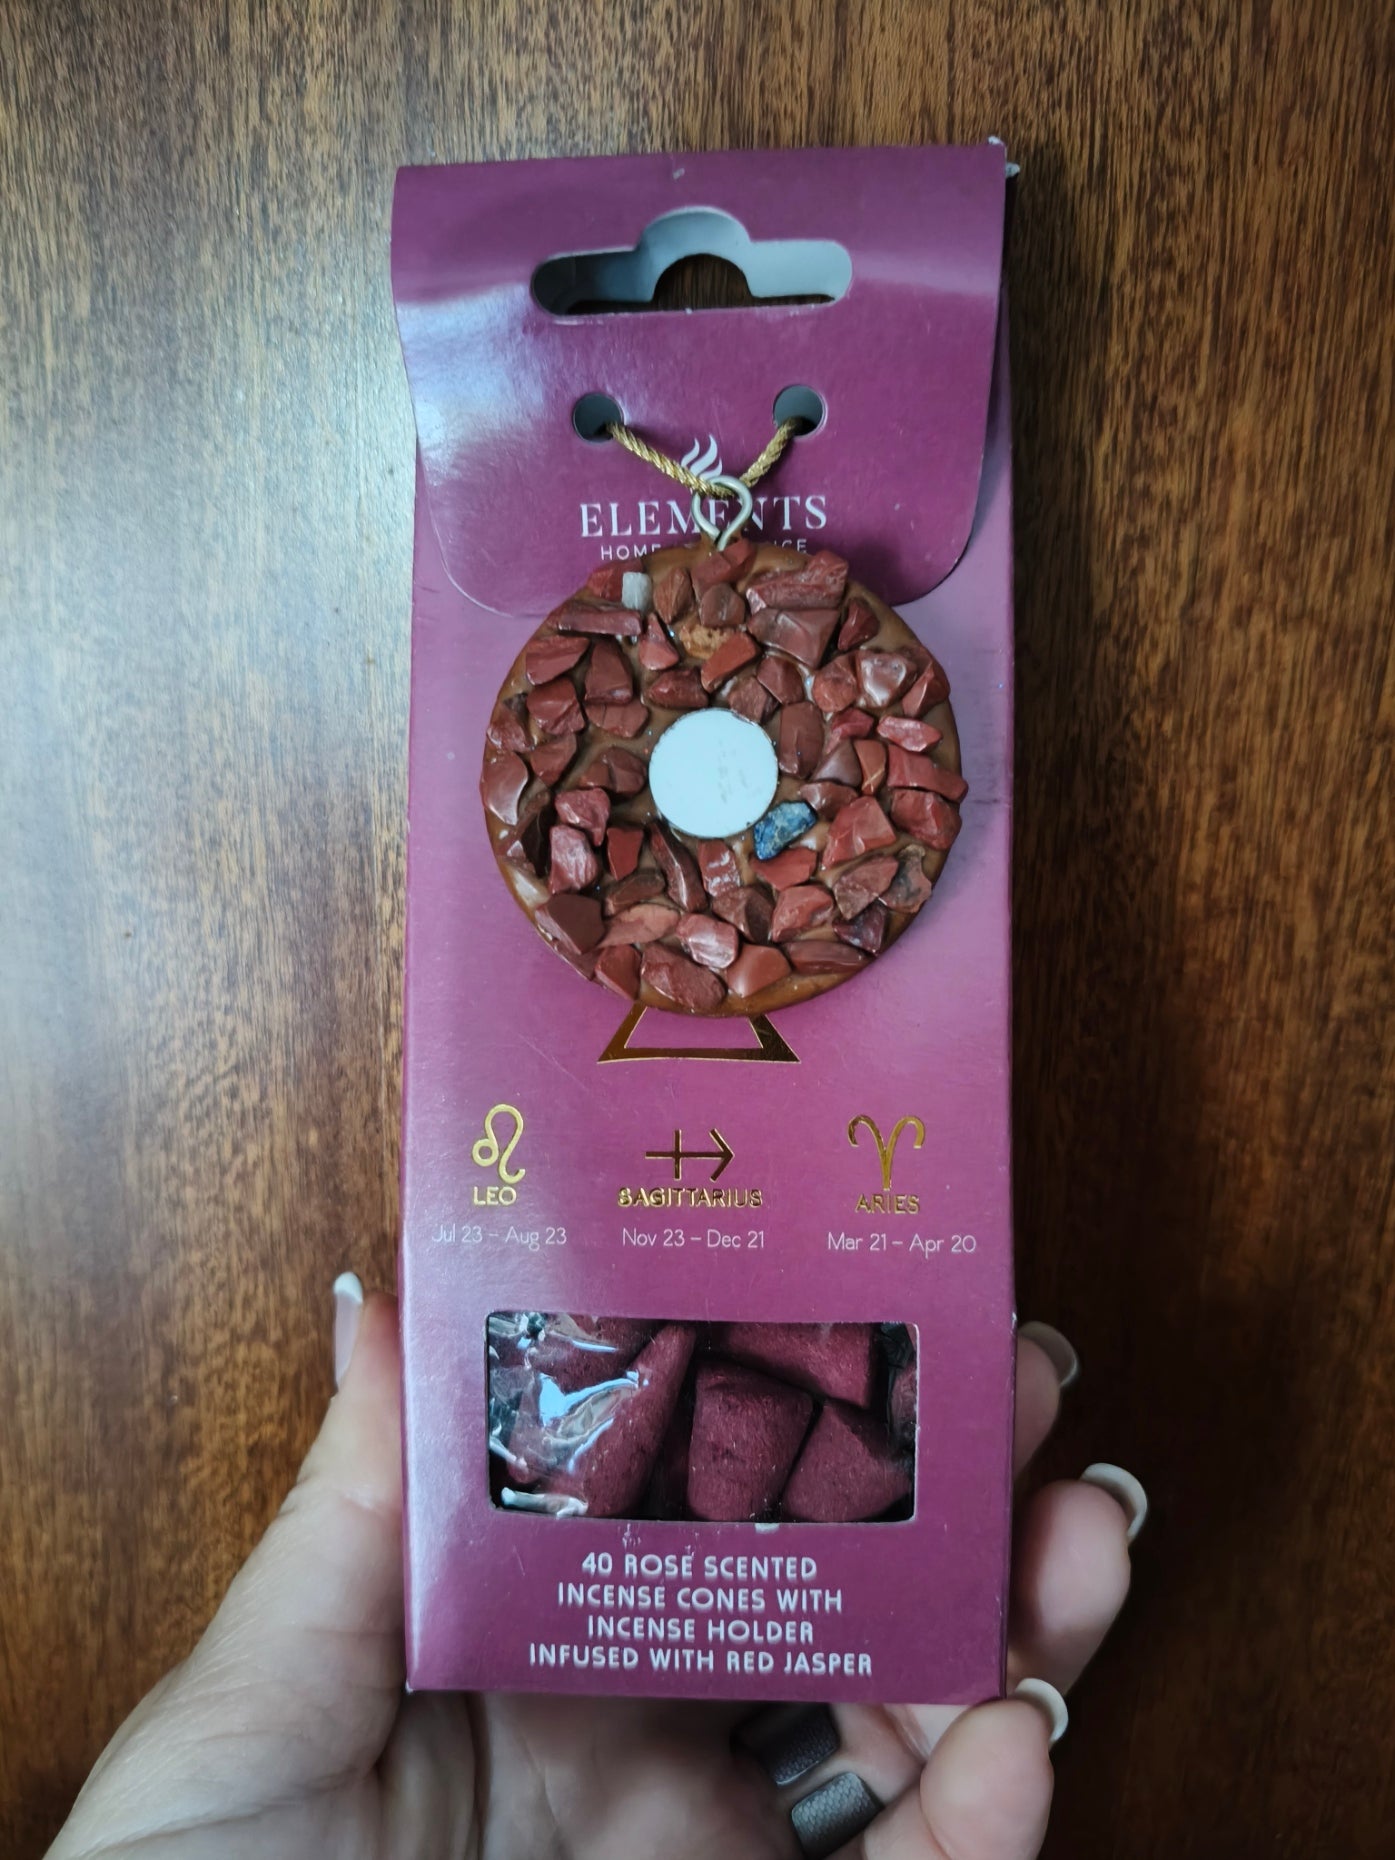 ELEMENTS
HOME
LEO
SAGITTARIUS
ARIES
Jul 23 – Aug 23
Nov 23 – Dec 21
Mar 21 – Apr 20
40 ROSE SCENTED
INCENSE CONES WITH
INCENSE HOLDER
INFUSED WITH RED JASPER